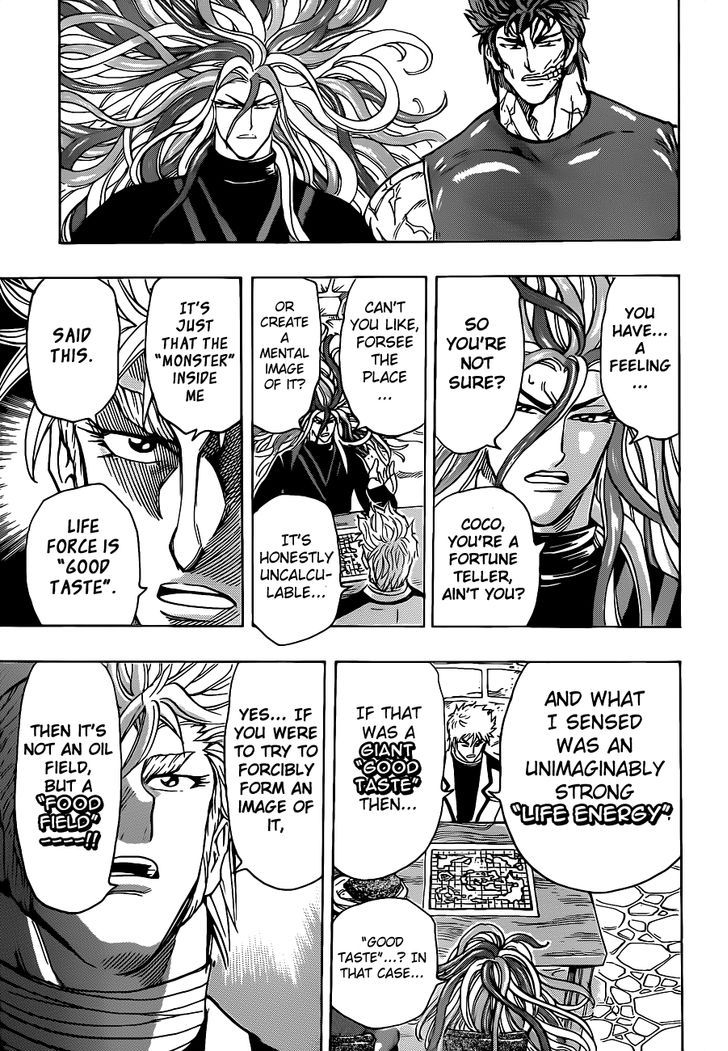 YOU
HAVE...
A
FEELING
...
SO
YOU'RE
NOT
SURE?
COCO,
YOU'RE A
FORTUNE
TELLER,
AIN'T YOU?
CAN'T
YOU LIKE,
FORSEE
THE
PLACE
...
OR
CREATE
A
MENTAL
IMAGE
OF IT?
IT'S
HONESTLY
UNCALCU-
LABLE...
IT'S
JUST
THAT THE
"MONSTER"
INSIDE
ME
SAID
THIS.
LIFE
FORCE IS
"GOOD
TASTE".
AND WHAT
I SENSED
WAS AN
UNIMAGINABLY
STRONG
"LIFE ENERGY".
IF THAT
WAS A
GIANT
"GOOD
TASTE"
THEN...
"GOOD
TASTE"...? IN
THAT CASE...
YES... IF
YOU WERE
TO TRY TO
FORCIBLY
FORM AN
IMAGE OF
IT,
THEN IT'S
NOT AN OIL
FIELD,
BUT A
"FOOD
FIELD"
----!!